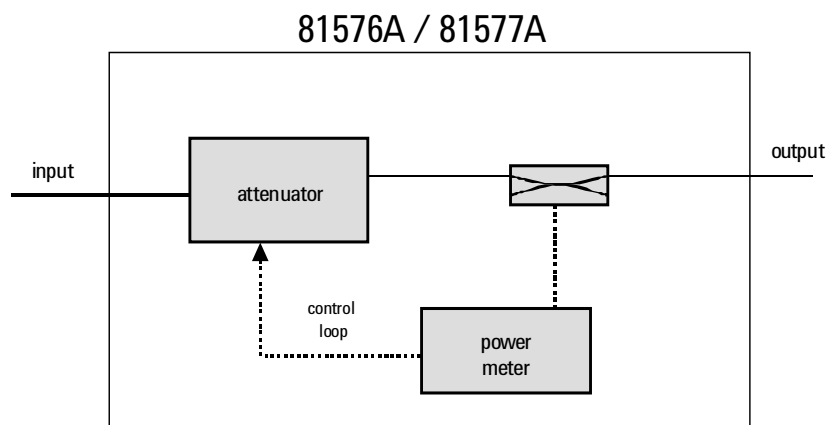 81576A / 81577A
input
output
attenuator
control
loop
power
meter